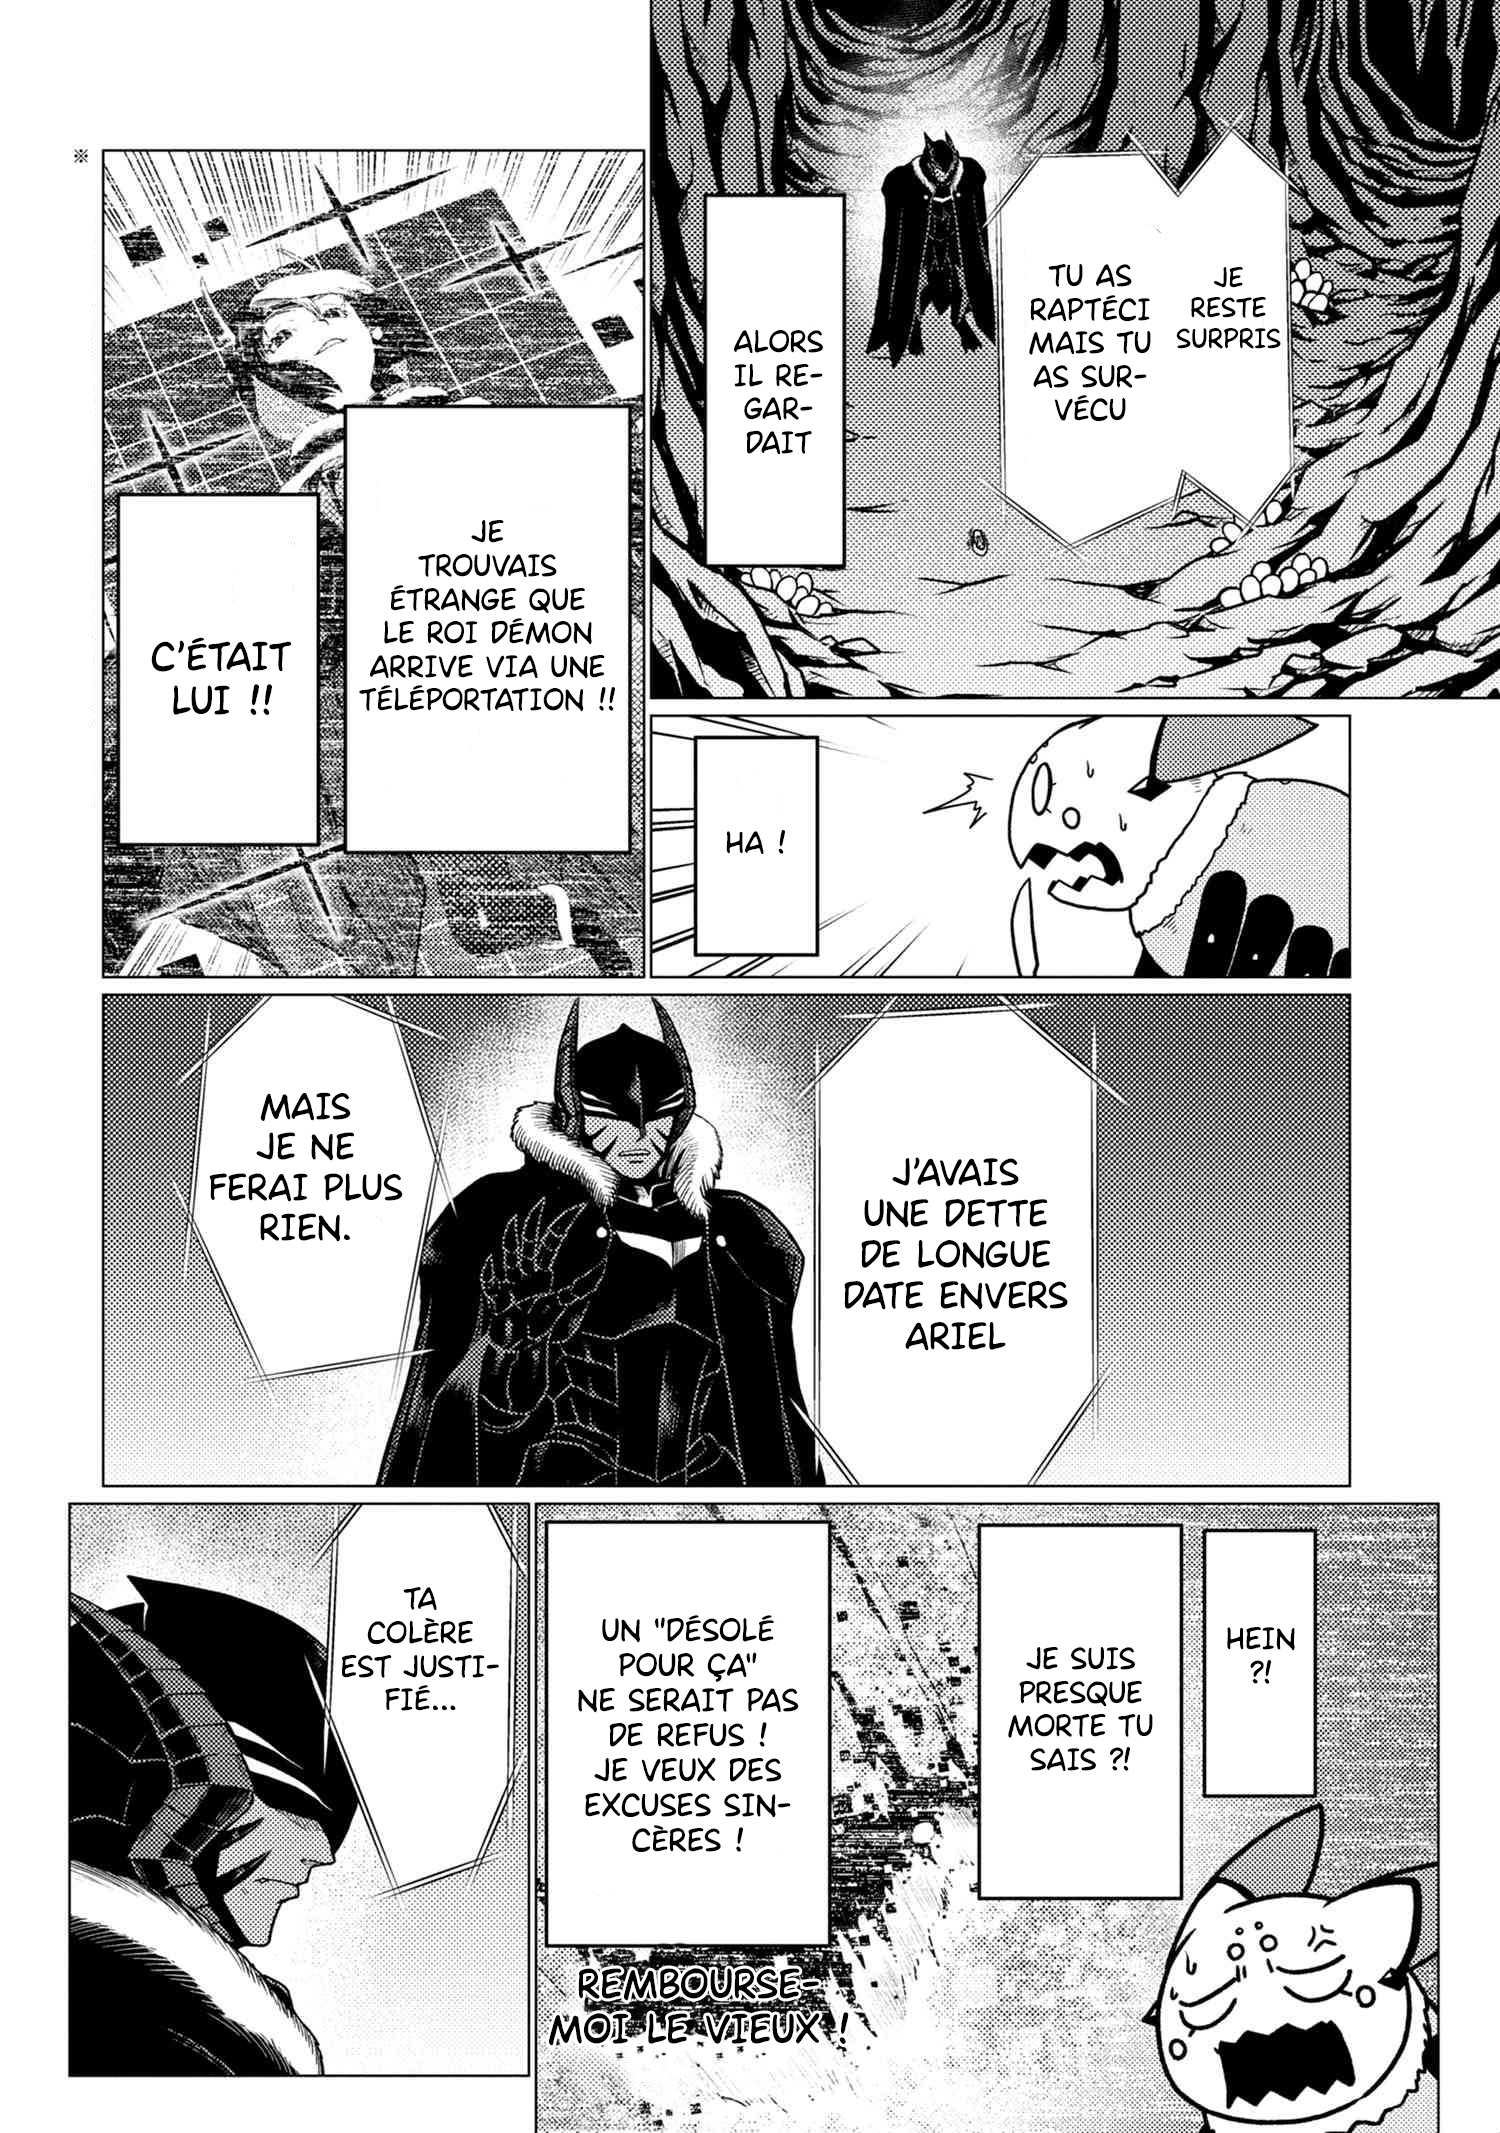 JE
RESTE
SURPRIS
TU AS
RAPTÉCI
MAIS TU
AS SUR-
VÉCU
ALORS
IL RE-
GAR-
DAIT
※
JE
TROUVAIS
ÉTRANGE QUE
LE ROI DÉMON
ARRIVE VIA UNE
TÉLÉPORTATION !!
C'ÉTAIT
LUI !!
HA !
J'AVAIS
UNE DETTE
DE LONGUE
DATE ENVERS
ARIEL
MAIS
JE NE
FERAI PLUS
RIEN.
HEIN
?!
JE SUIS
PRESQUE
MORTE TU
SAIS ?!
UN "DÉSOLÉ
POUR ÇA"
NE SERAIT PAS
DE REFUS !
JE VEUX DES
EXCUSES SIN-
CÈRES !
REMBOURSE-
MOI LE VIEUX !
TA
COLÈRE
EST JUSTI-
FIÉ...